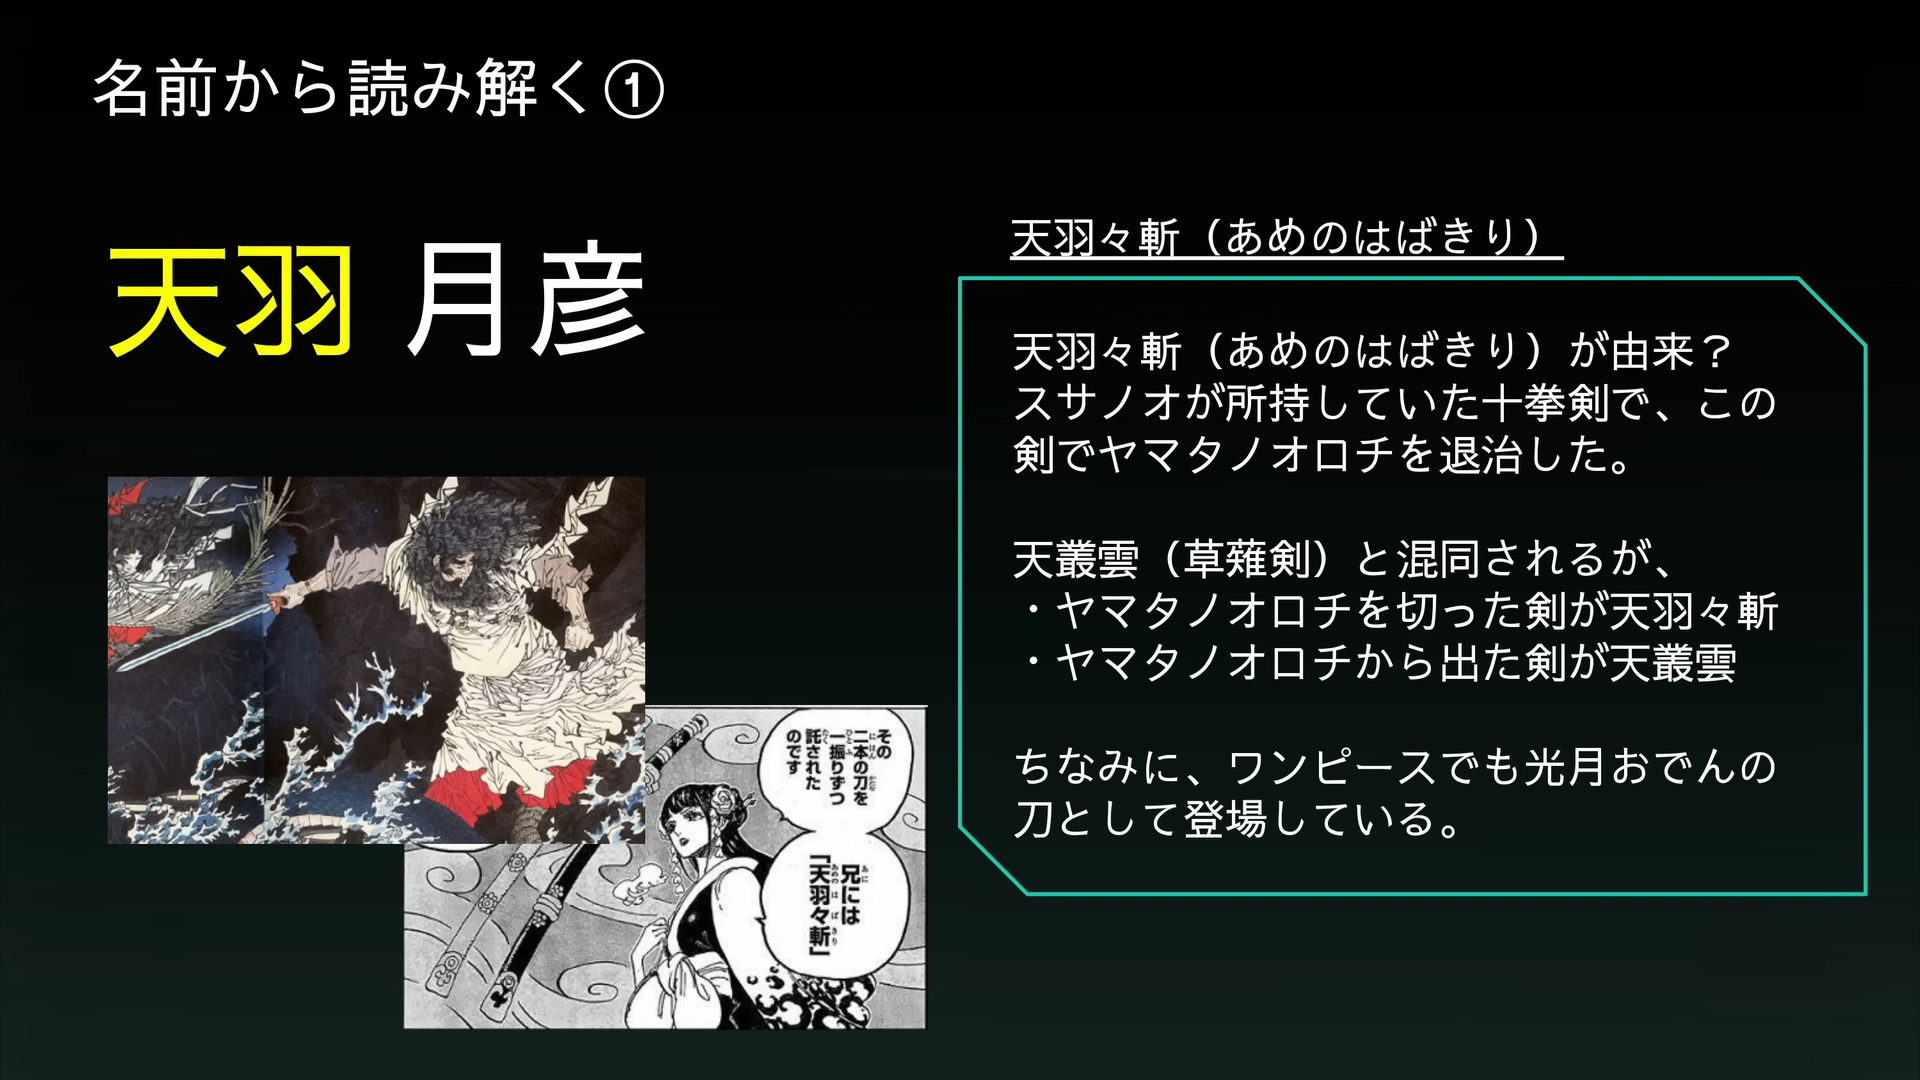 名前から読み解く①
天羽 月彦
天羽々斬（あめのはばきり）
天羽々斬（あめのはばきり）が由来？
スサノオが所持していた十拳剣で、この
剣でヤマタノオロチを退治した。
天叢雲（草薙剣）と混同されるが、
・ヤマタノオロチを切った剣が天羽々斬
・ヤマタノオロチから出た剣が天叢雲
ちなみに、ワンピースでも光月おでんの
刀として登場している。
その
二本の刀を
一振りずつ
託された
のです
兄には
「天羽々斬」